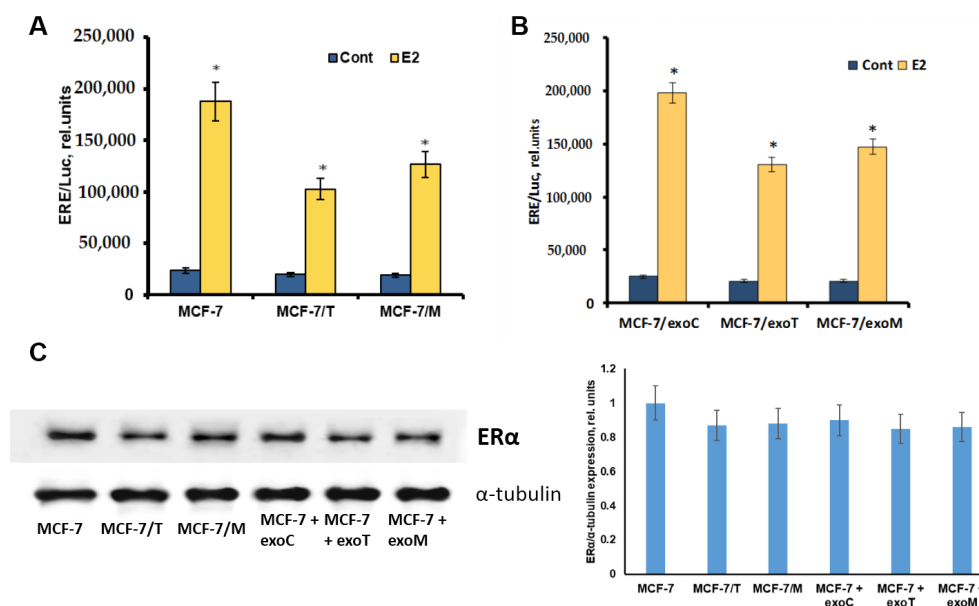 A
250,000
200,000
150,000
100,000
50,000
0
ERE/Luc, rel.units
Cont E2
*
*
*
MCF-7 MCF-7/T MCF-7/M
B
250,000
200,000
150,000
100,000
50,000
0
ERE/Luc, rel.units
Cont E2
*
*
*
MCF-7/exoC MCF-7/exoT MCF-7/exoM
C
ERα
α-tubulin
MCF-7 MCF-7/T MCF-7/M MCF-7 + MCF-7 MCF-7 +
exoC + exoT exoM
1.2
1
0.8
0.6
0.4
0.2
0
ERα/α-tubulin expression, rel. units
MCF-7 MCF-7/T MCF-7/M MCF-7 + MCF-7 + MCF-7
exoC exoT exoM